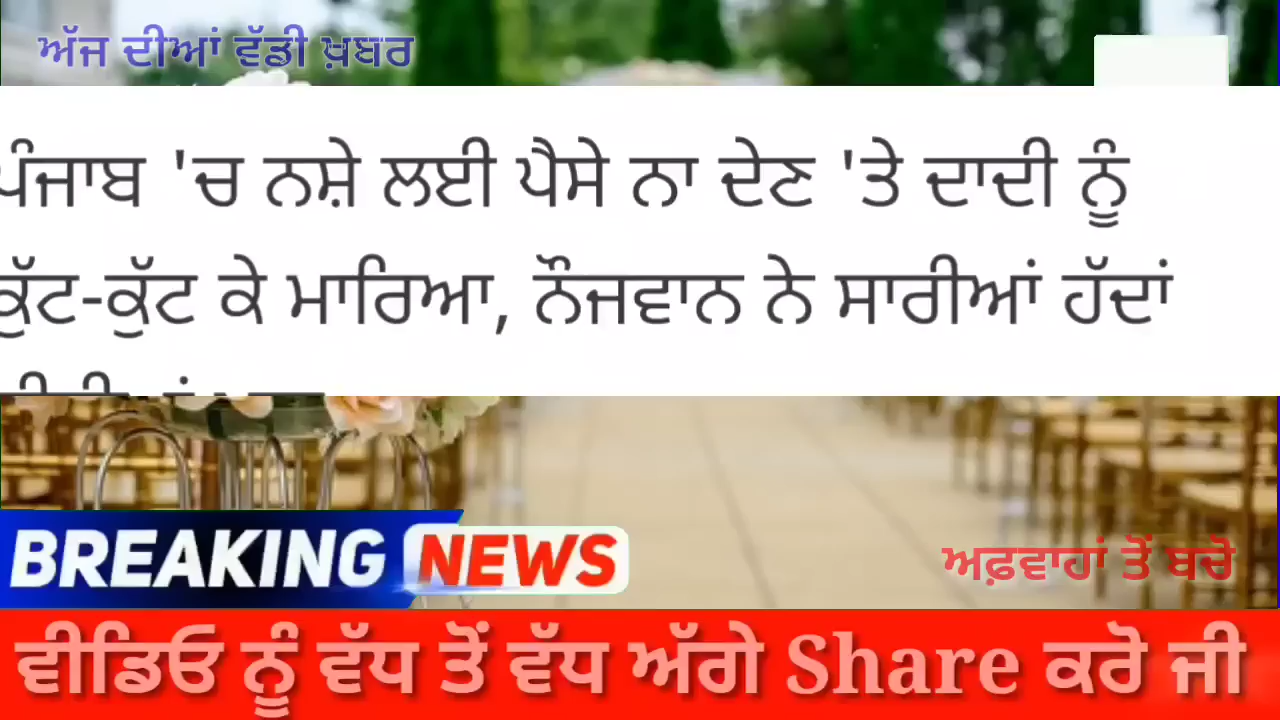 ਅੱਜ ਦੀਆਂ ਵੱਡੀ ਖ਼ਬਰ
ਪੰਜਾਬ 'ਚ ਨਸ਼ੇ ਲਈ ਪੈਸੇ ਨਾ ਦੇਣ 'ਤੇ ਦਾਦੀ ਨੂੰ
ਕੁੱਟ-ਕੁੱਟ ਕੇ ਮਾਰਿਆ, ਨੌਜਵਾਨ ਨੇ ਸਾਰੀਆਂ ਹੱਦਾਂ
BREAKING NEWS
ਅਫ਼ਵਾਹਾਂ ਤੋਂ ਬਚੋ
ਵੀਡਿਓ ਨੂੰ ਵੱਧ ਤੋਂ ਵੱਧ ਅੱਗੇ Share ਕਰੋ ਜੀ